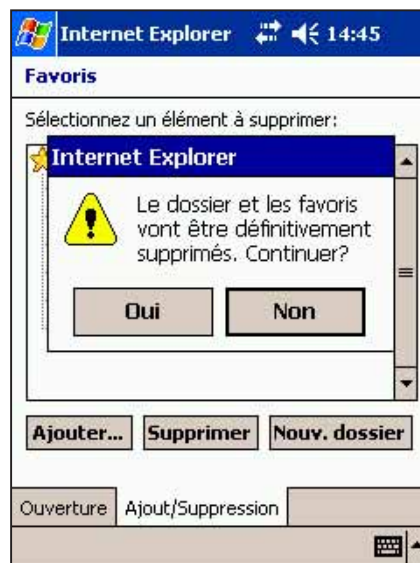 Internet Explorer 14:45
Favoris
Sélectionnez un élément à supprimer:
Internet Explorer
Le dossier et les favoris
vont être définitivement
supprimés. Continuer?
Oui Non
Ajouter... Supprimer Nouv. dossier
Ouverture Ajout/Suppression